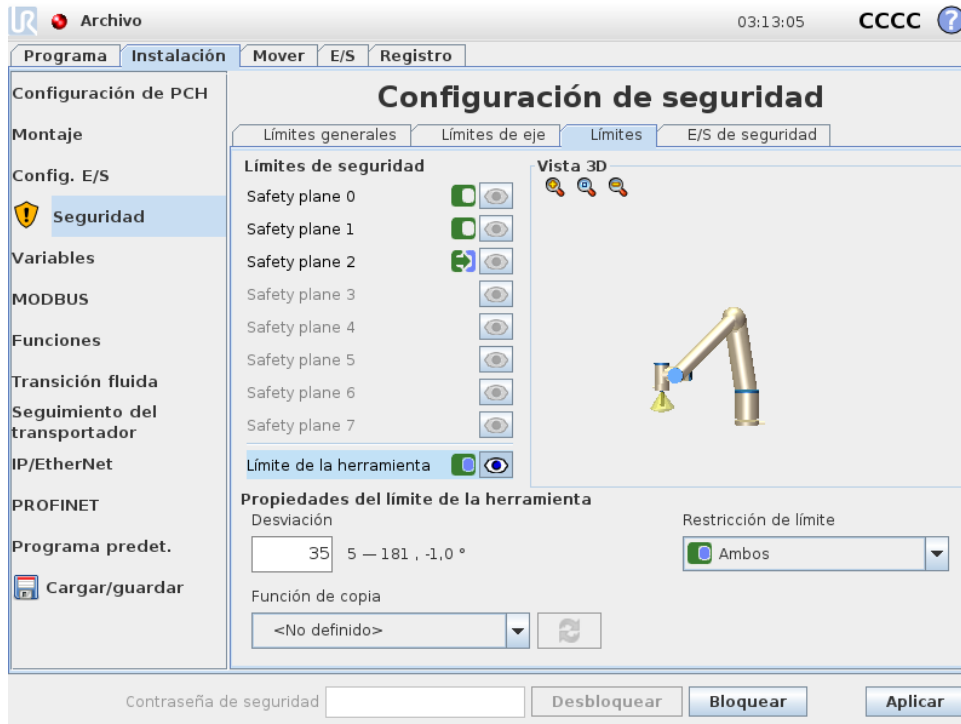 UR Archivo 03:13:05 CCCC ?
Programa Instalación Mover E/S Registro
Configuración de PCH
Montaje
Config. E/S
Seguridad
Variables
MODBUS
Funciones
Transición fluida
Seguimiento del
transportador
IP/EtherNet
PROFINET
Programa predet.
Cargar/guardar
Configuración de seguridad
Límites generales Límites de eje Límites E/S de seguridad
Límites de seguridad
Safety plane 0
Safety plane 1
Safety plane 2
Safety plane 3
Safety plane 4
Safety plane 5
Safety plane 6
Safety plane 7
Límite de la herramienta
Vista 3D
Propiedades del límite de la herramienta
Desviación
35 5 — 181 , -1,0 °
Restricción de límite
Ambos
Función de copia
<No definido>
Contraseña de seguridad Desbloquear Bloquear Aplicar